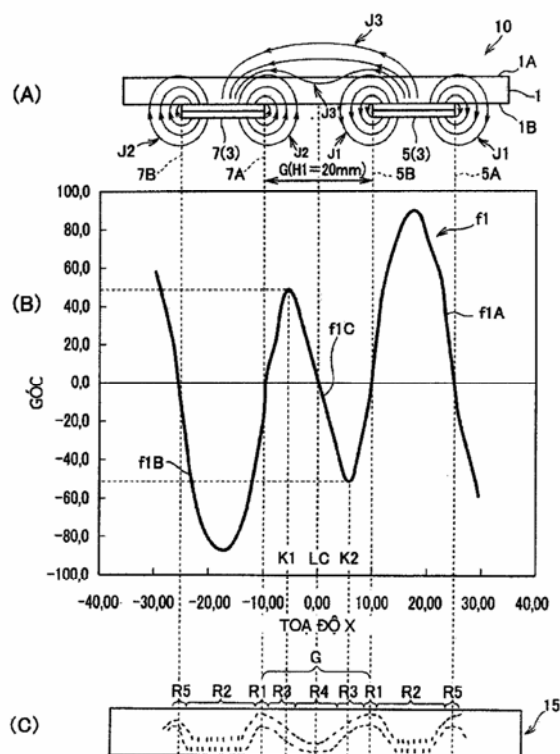 J3
10
1A
(A)
1
1B
J3
J2
7(3)
J2
J1
5(3)
J1
7B
7A
G(H1=20mm)
5B
5A
100,0
80,0
60,0
40,0
20,0
0,0
-20,0
-40,0
-60,0
-80,0
-100,0
(B)
GÓC
f1
f1A
f1C
f1B
K1 LC K2
-40,00 -30,00 -20,00 -10,00 0,00 10,00 20,00 30,00 40,00
TOẠ ĐỘ X
G
R5 R2 R1 R3 R4 R3 R1 R2 R5
(C)
15